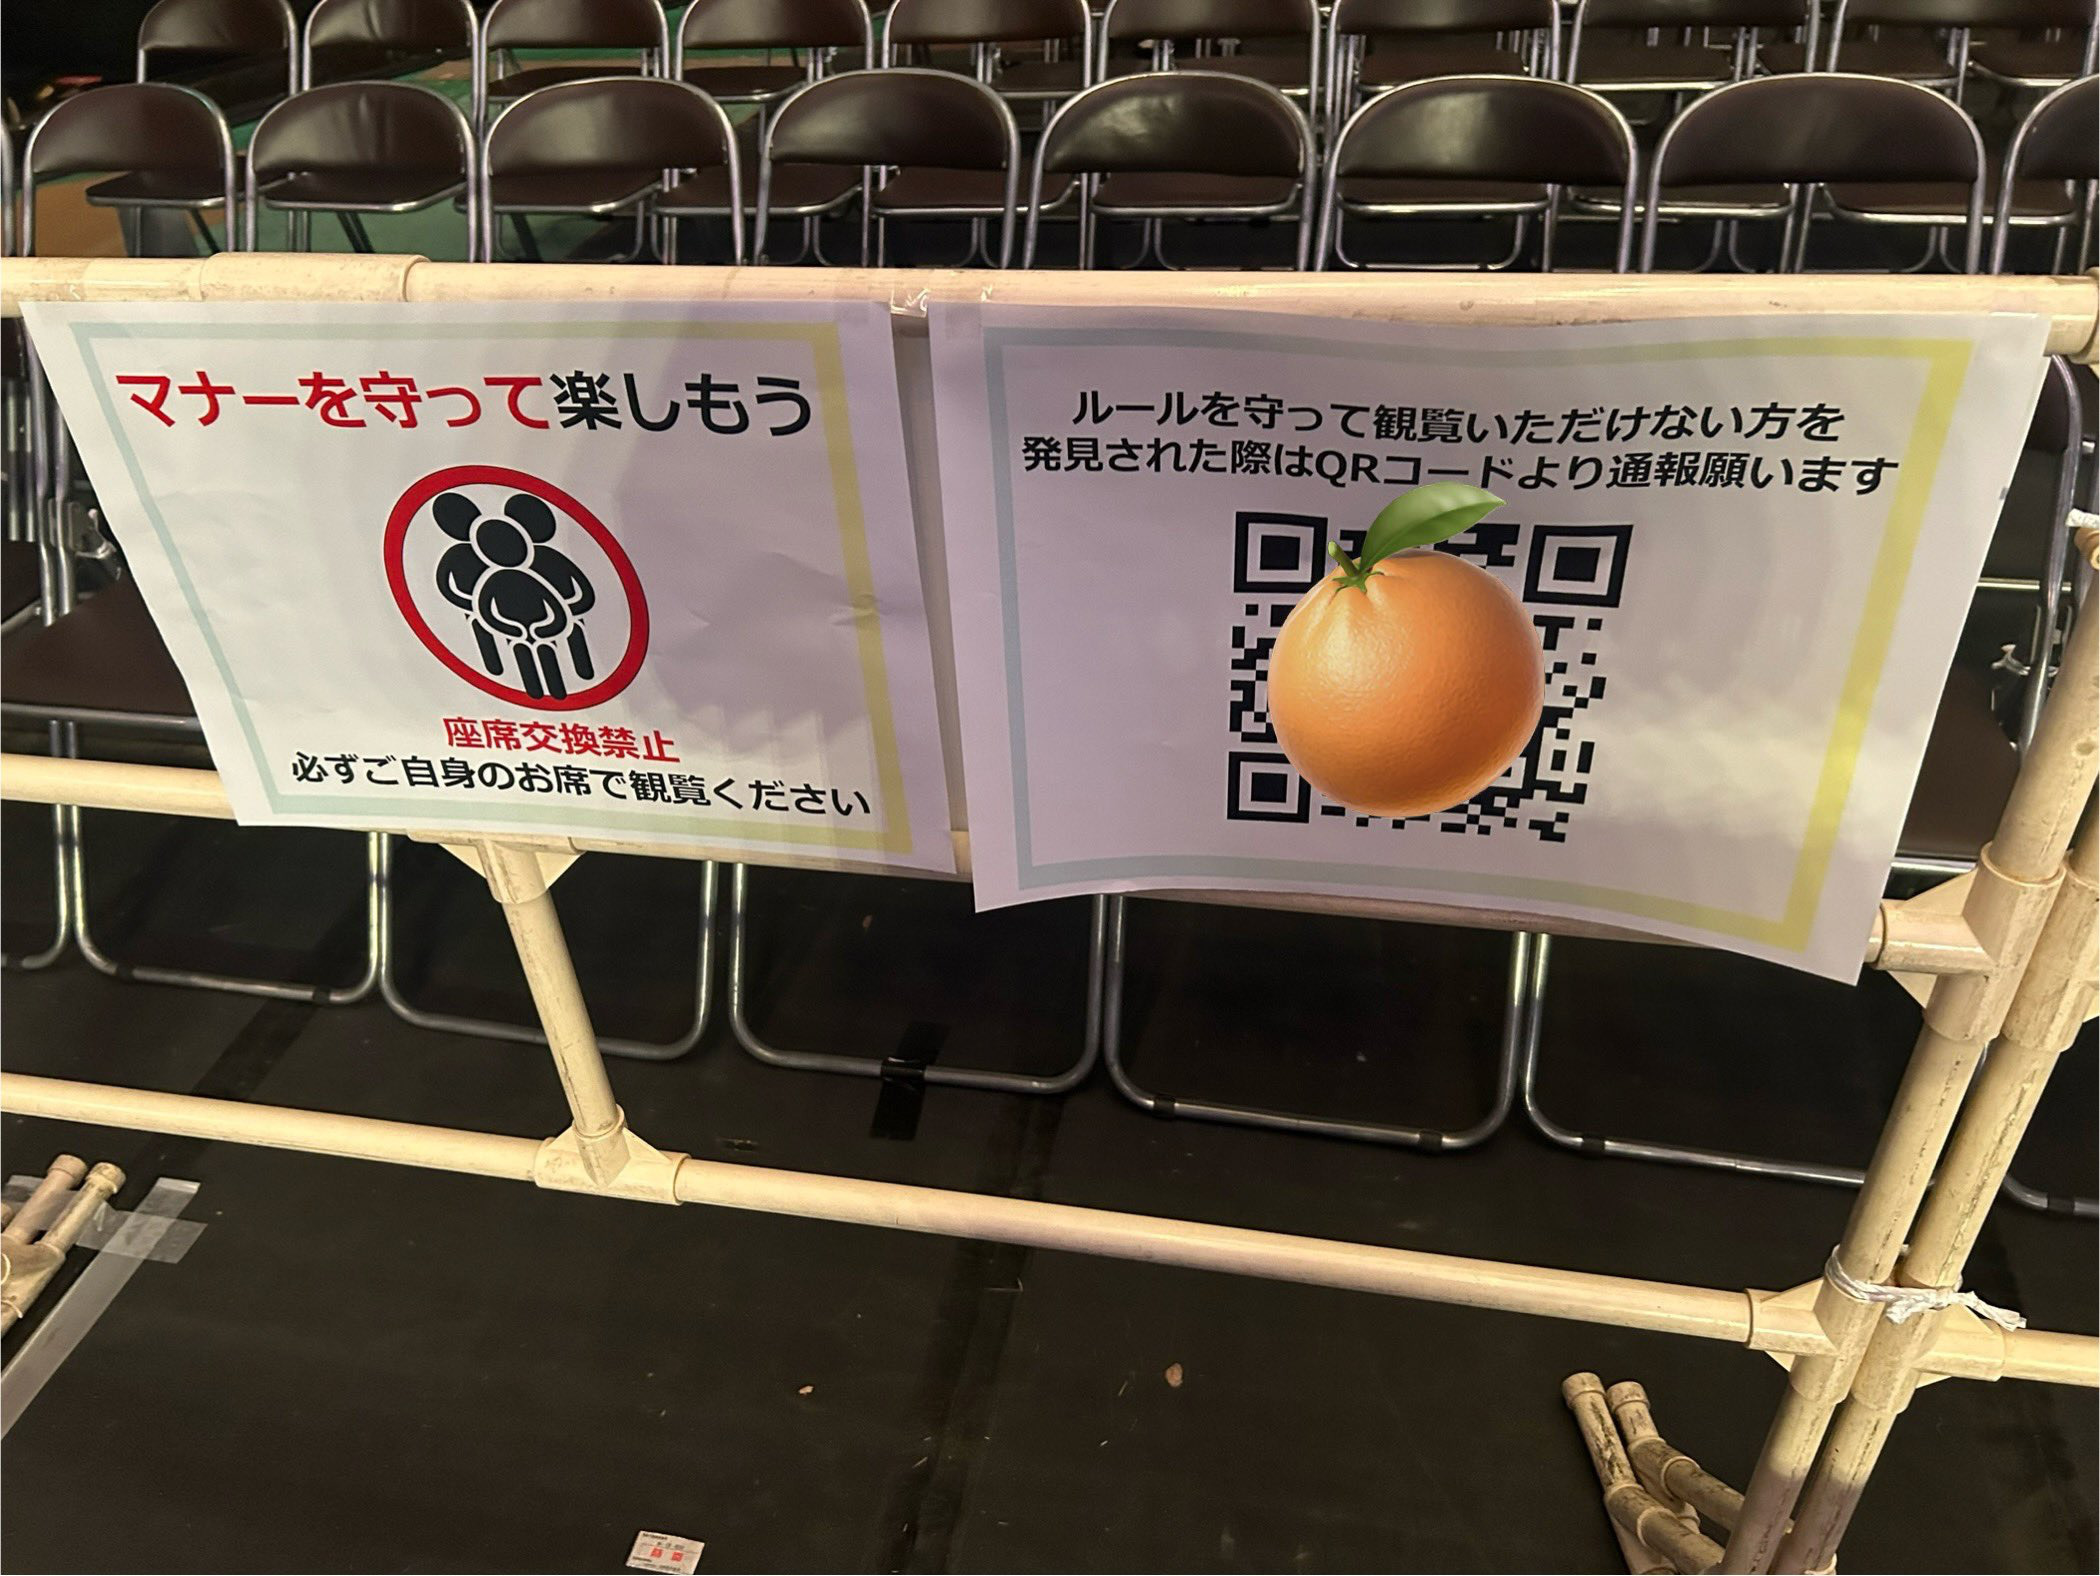 マナーを守って楽しもう
座席交換禁止
必ずご自身のお席で観覧ください
ルールを守って観覧いただけない方を
発見された際はQRコードより通報願います